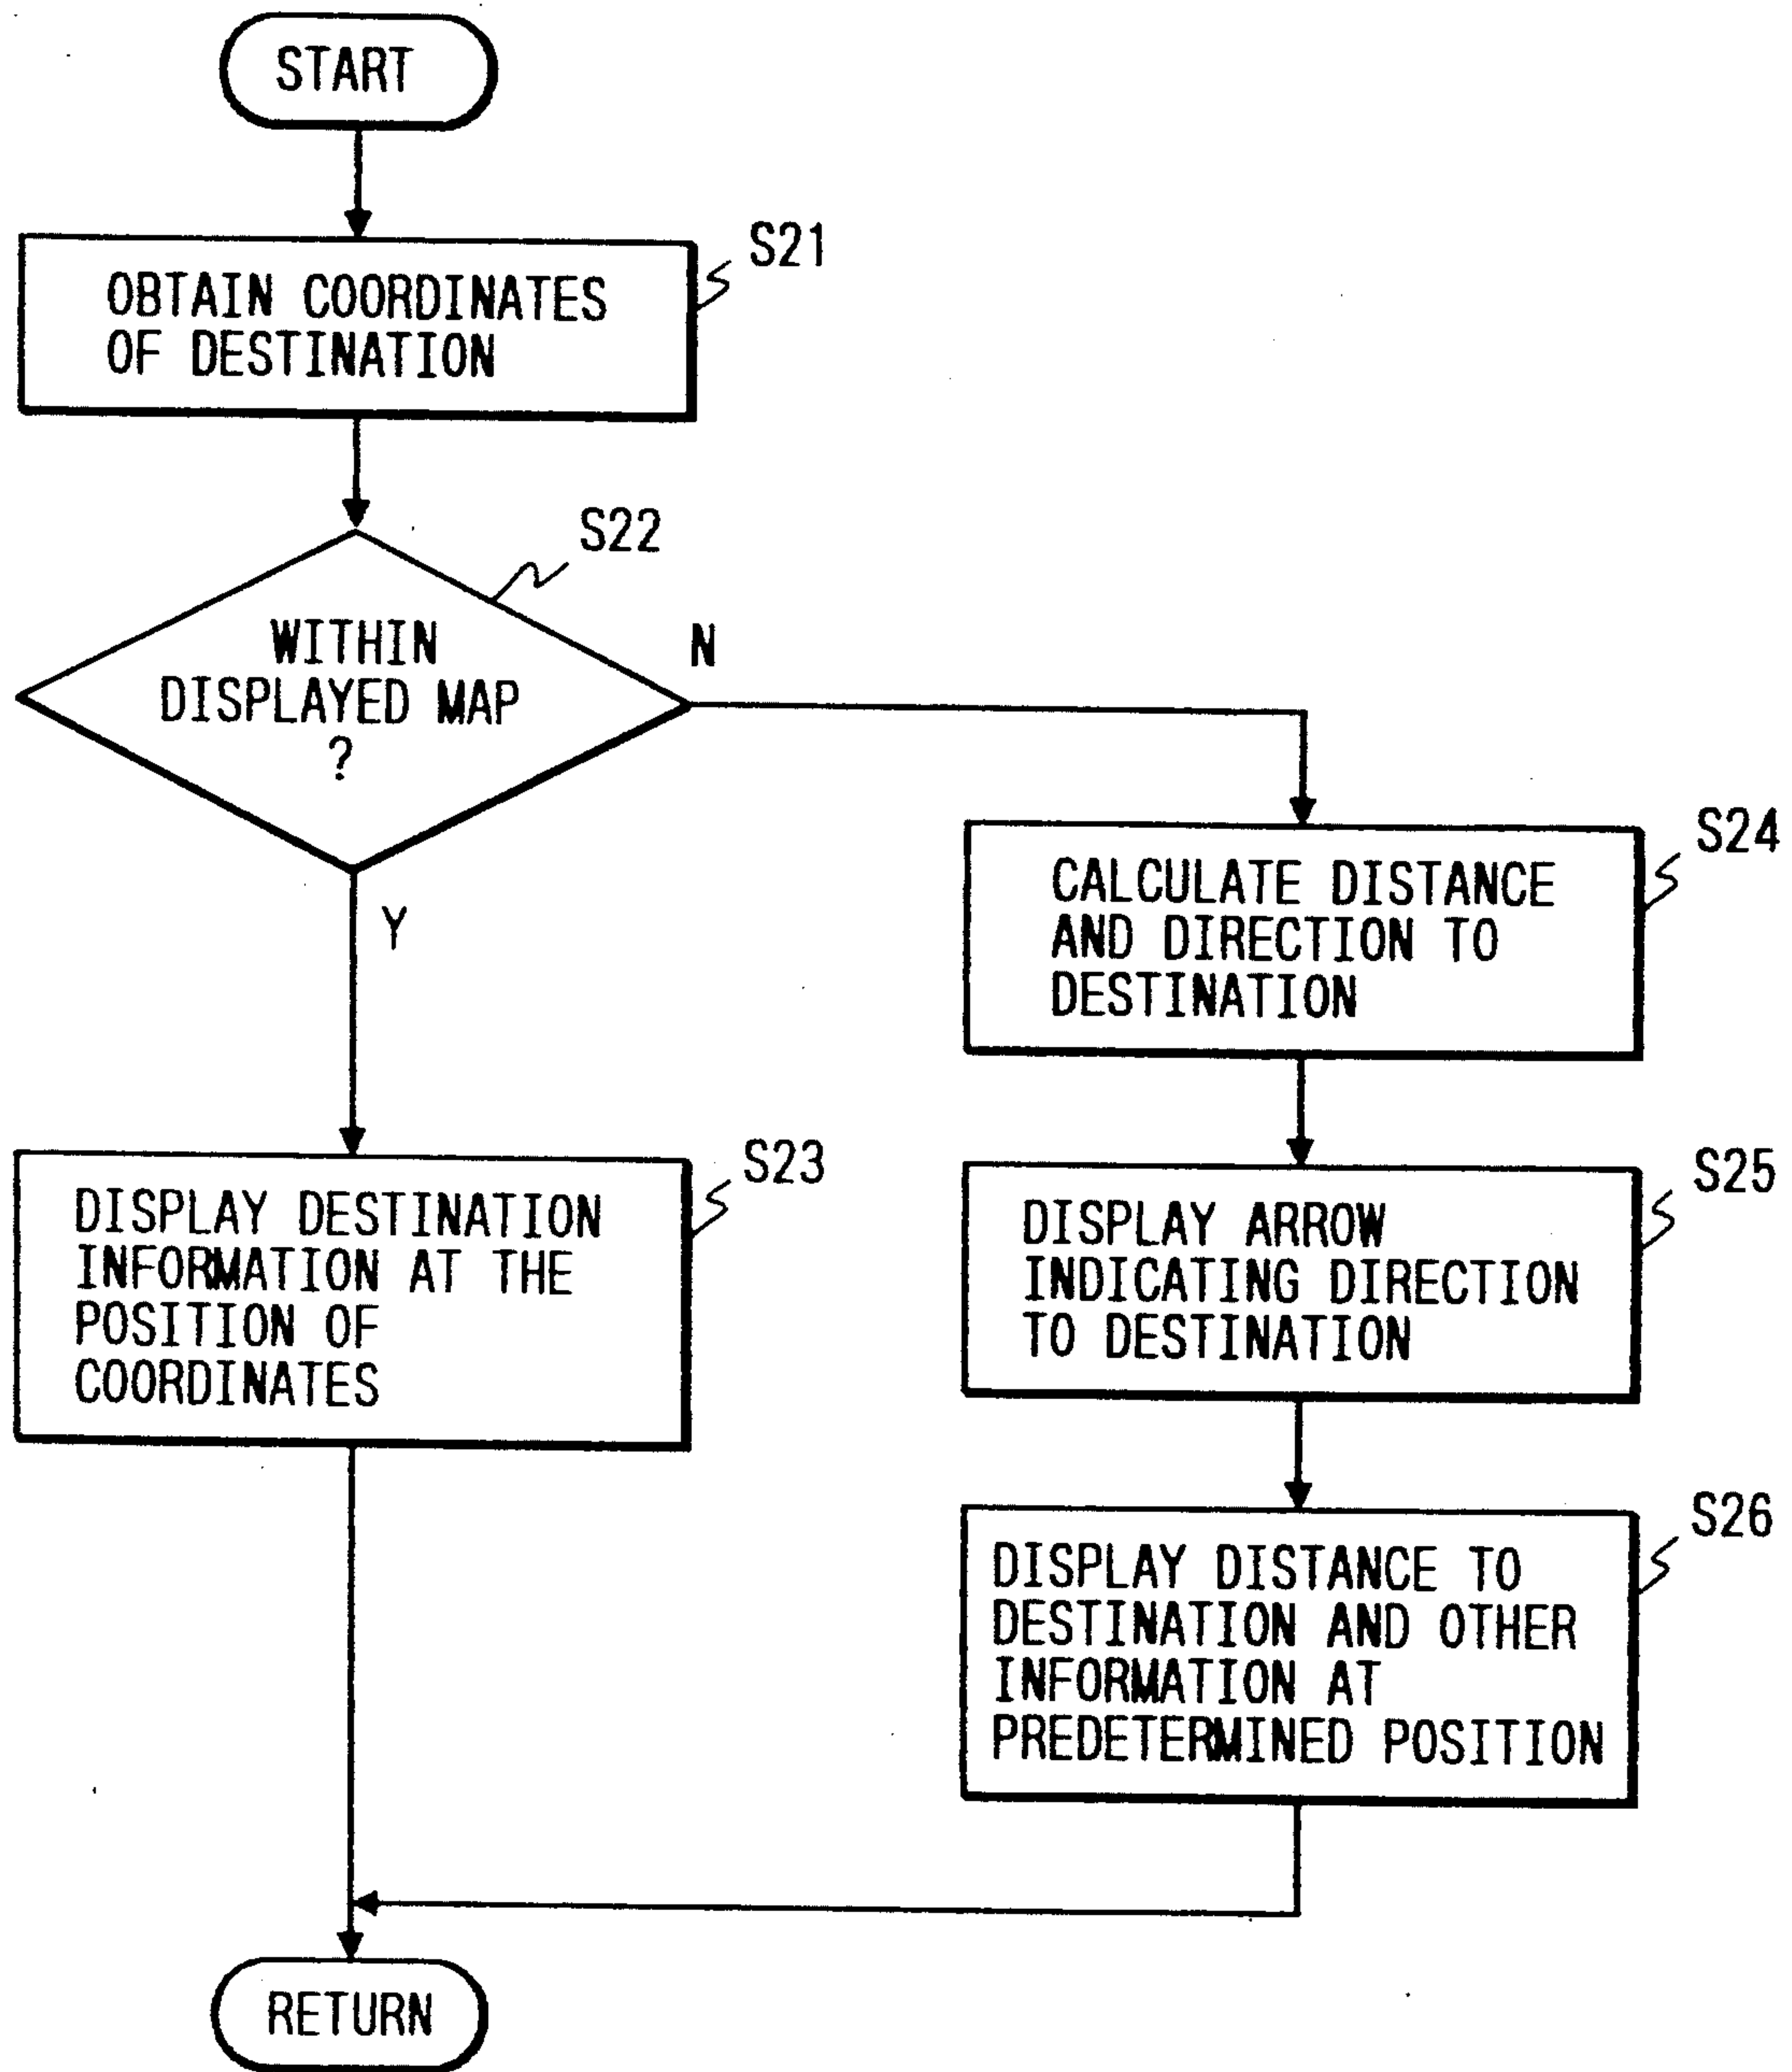 START
S21
OBTAIN COORDINATES
OF DESTINATION
S22
WITHIN
DISPLAYED MAP
?
N
Y
S24
CALCULATE DISTANCE
AND DIRECTION TO
DESTINATION
S23
DISPLAY DESTINATION
INFORMATION AT THE
POSITION OF
COORDINATES
S25
DISPLAY ARROW
INDICATING DIRECTION
TO DESTINATION
S26
DISPLAY DISTANCE TO
DESTINATION AND OTHER
INFORMATION AT
PREDETERMINED POSITION
RETURN